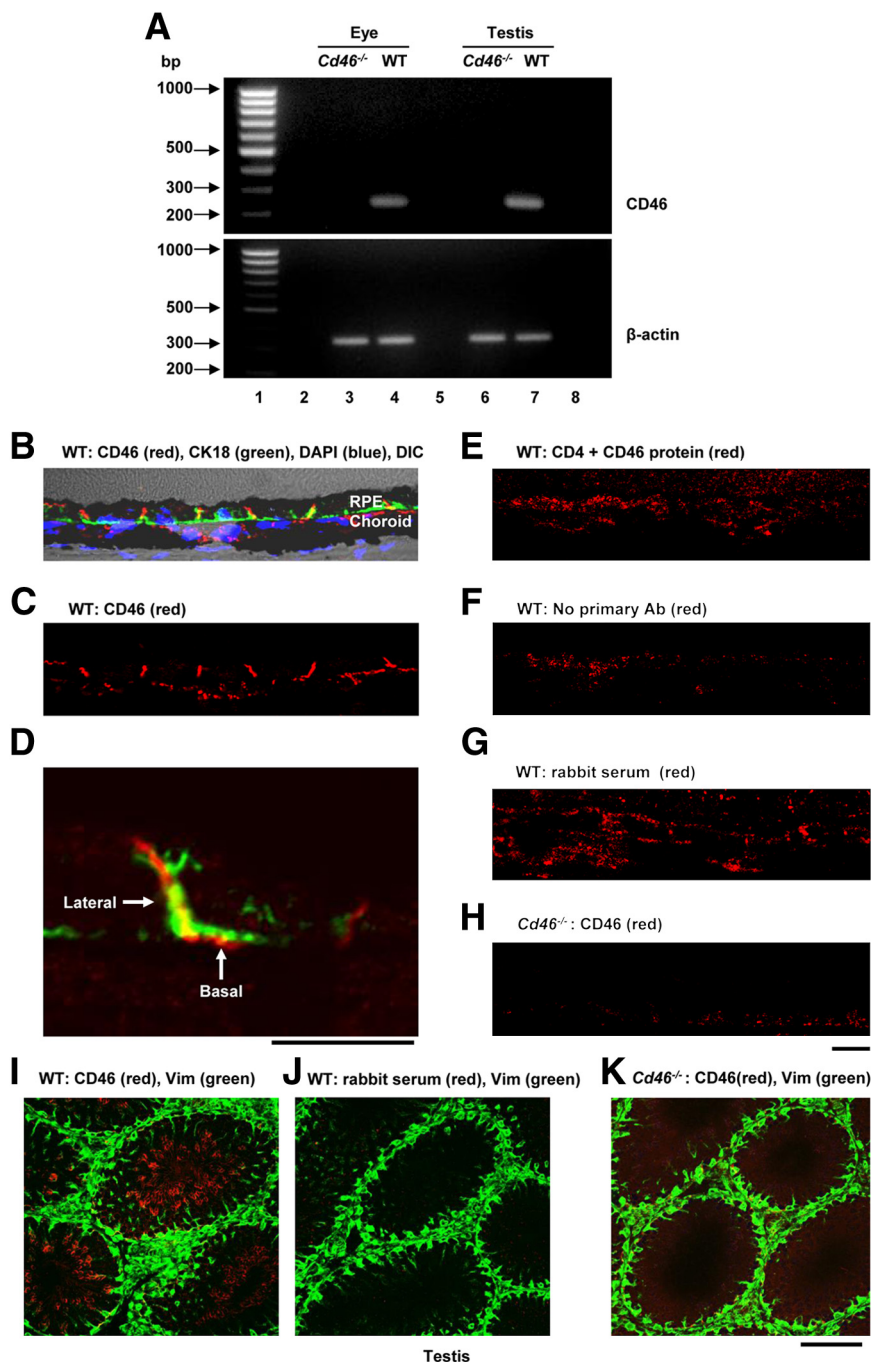 A
Eye Testis
bp Cd46-/- WT Cd46-/- WT
1000
500
300
200
CD46
1000
500
300
200
β-actin
1 2 3 4 5 6 7 8
B WT: CD46 (red), CK18 (green), DAPI (blue), DIC
RPE
Choroid
C WT: CD46 (red)
D
Lateral
Basal
E WT: CD4 + CD46 protein (red)
F WT: No primary Ab (red)
G WT: rabbit serum (red)
H Cd46-/- : CD46 (red)
I WT: CD46 (red), Vim (green)
J WT: rabbit serum (red), Vim (green)
K Cd46-/- : CD46(red), Vim (green)
Testis